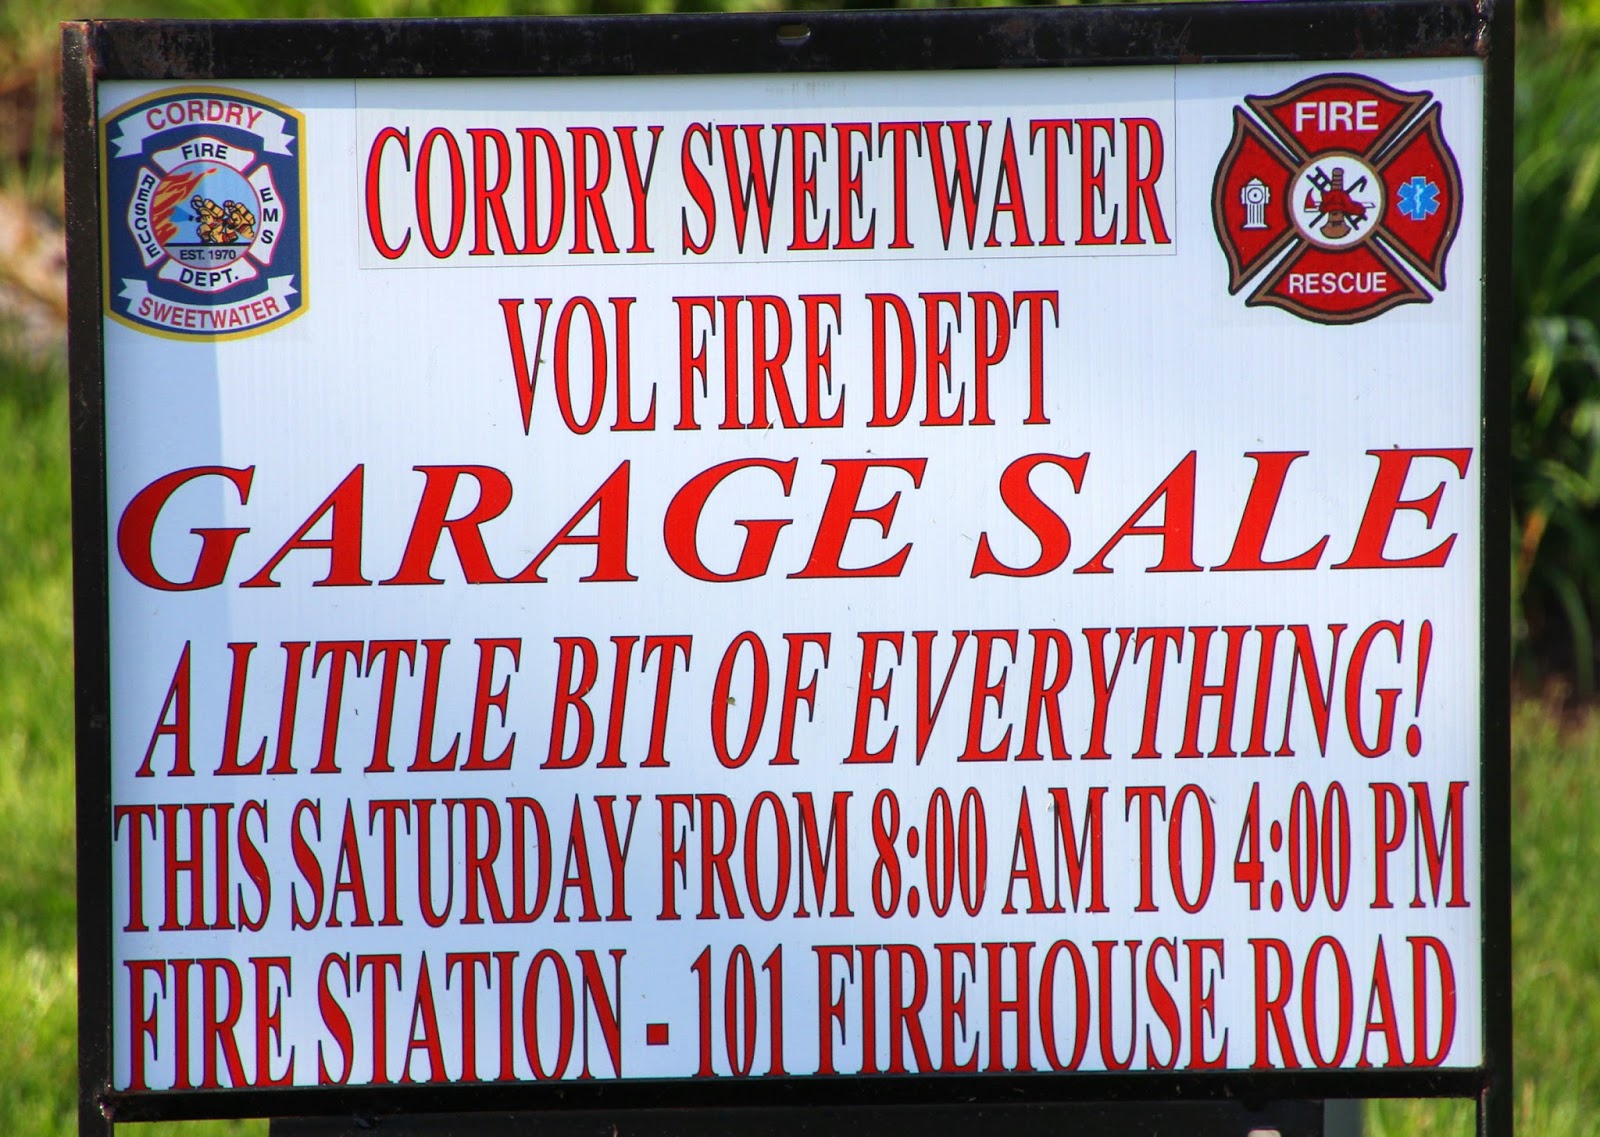 CORDRY
FIRE
RESCUE
EMS
EST. 1970
DEPT.
SWEETWATER
CORDRY SWEETWATER
FIRE
RESCUE
VOL FIRE DEPT
GARAGE SALE
A LITTLE BIT OF EVERYTHING!
THIS SATURDAY FROM 8:00 AM TO 4:00 PM
FIRE STATION - 101 FIREHOUSE ROAD